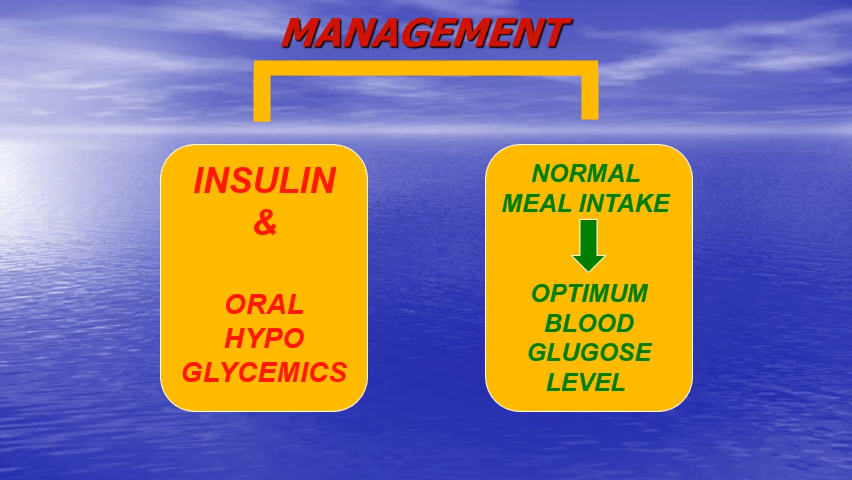 MANAGEMENT
INSULIN
&
ORAL
HYPO
GLYCEMICS
NORMAL
MEAL INTAKE
OPTIMUM
BLOOD
GLUGOSE
LEVEL